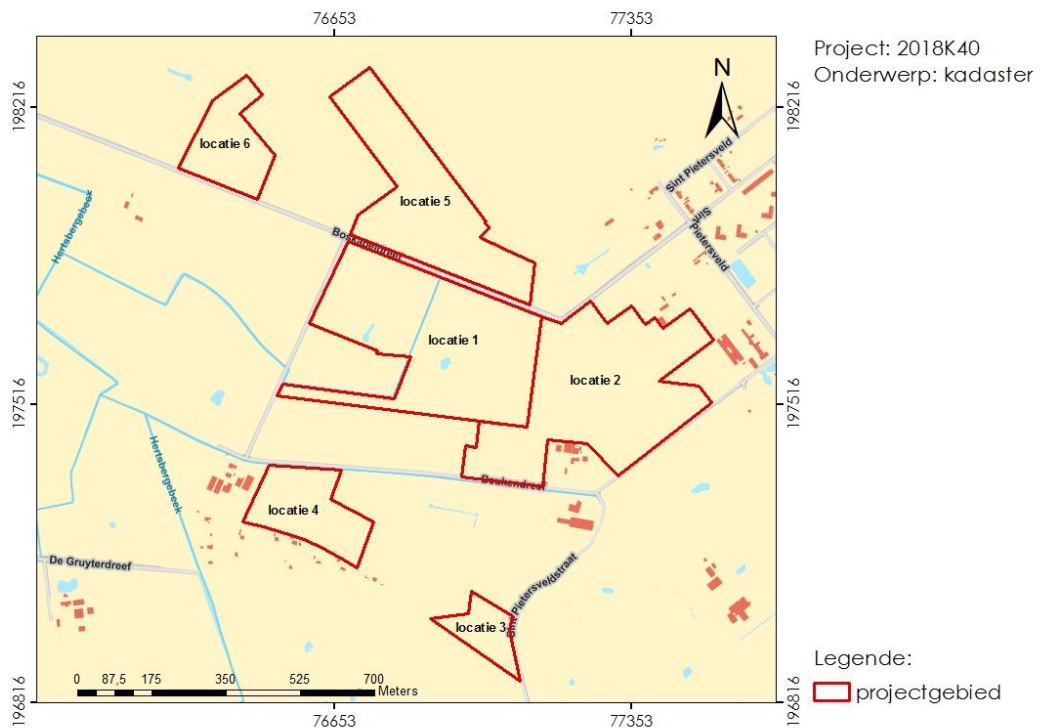 76653 77353
Project: 2018K40
Onderwerp: kadaster
N
198216 198216
locatie 6
Sint Pietersveld
locatie 5
Hertsbergebeek
Sint Pietersveld
locatie 1
locatie 2
197516 197516
Hertsbergebeek
Beukendreef
locatie 4
De Gruyterdreef
Sint Pietersveldstraat
locatie 3
Legende:
projectgebied
0 87,5 175 350 525 700
Meters
196816 196816
76653 77353